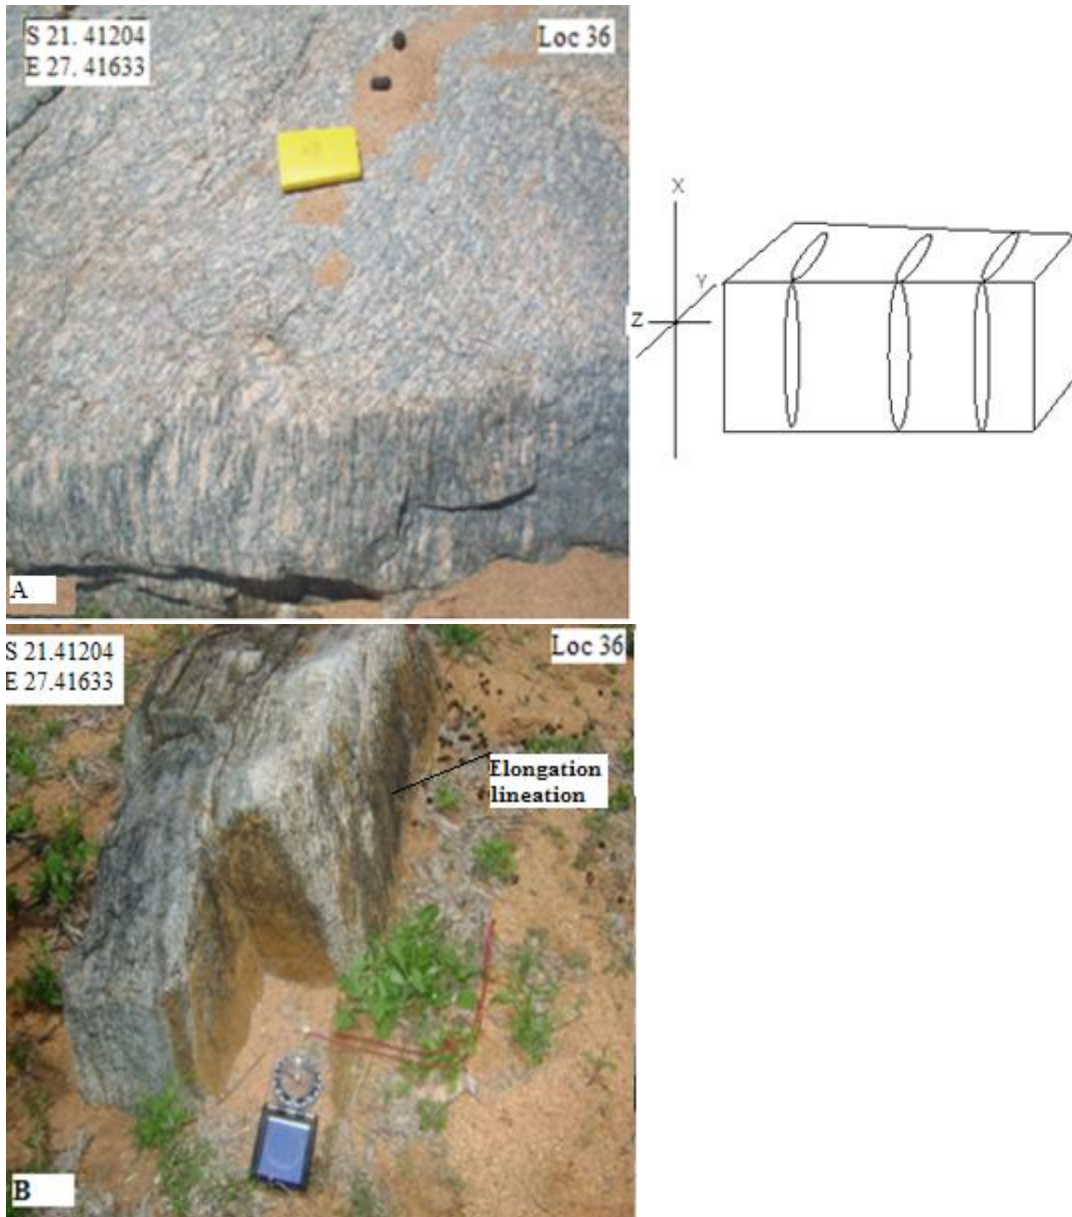 S 21. 41204
E 27. 41633
Loc 36
X
Y
Z
A
S 21.41204
E 27.41633
Loc 36
Elongation
lineation
B